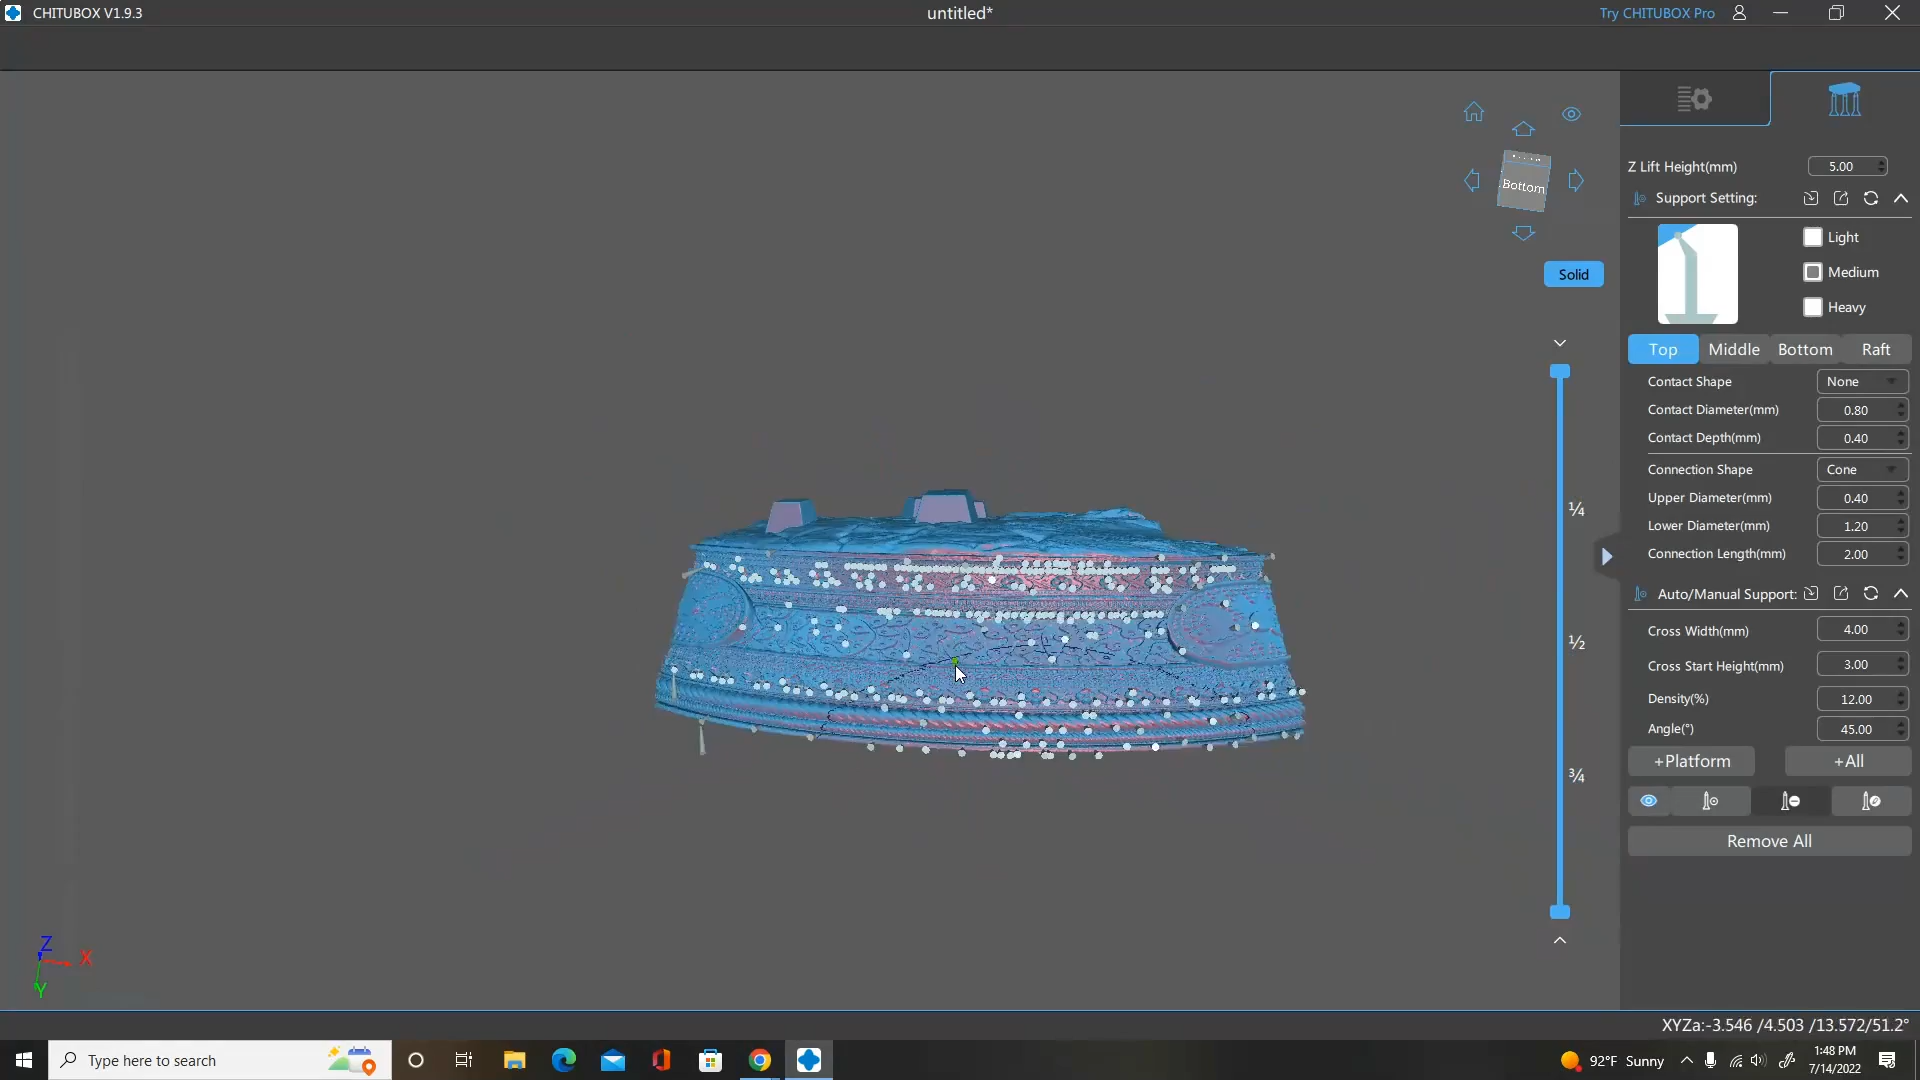 CHITUBOX V1.9.3
untitled*
Try CHITUBOX Pro
Bottom
Solid
¼
½
¾
Z Lift Height(mm) 5.00
Support Setting:
Light
Medium
Heavy
Top Middle Bottom Raft
Contact Shape None
Contact Diameter(mm) 0.80
Contact Depth(mm) 0.40
Connection Shape Cone
Upper Diameter(mm) 0.40
Lower Diameter(mm) 1.20
Connection Length(mm) 2.00
Auto/Manual Support:
Cross Width(mm) 4.00
Cross Start Height(mm) 3.00
Density(%) 12.00
Angle(°) 45.00
+Platform +All
Remove All
Z
X
Y
XYZa:-3.546 /4.503 /13.572/51.2°
Type here to search
92°F Sunny
1:48 PM
7/14/2022